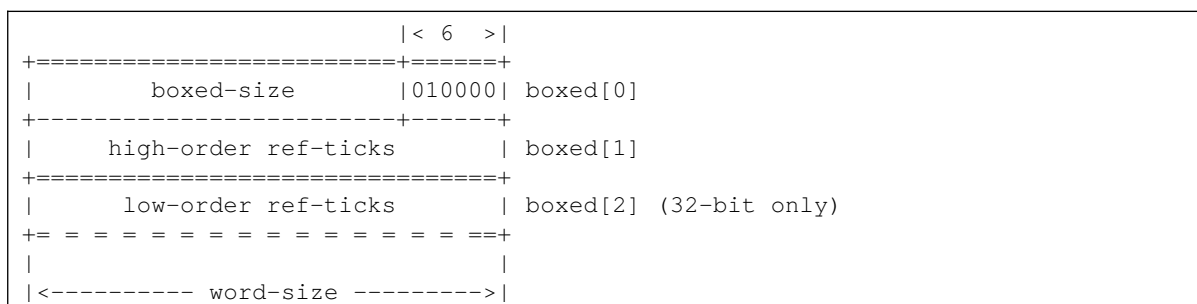 |< 6  >|
+=========================+======+
|        boxed-size       |010000| boxed[0]
+-------------------------+------+
|     high-order ref-ticks       | boxed[1]
+================================+
|      low-order ref-ticks       | boxed[2] (32-bit only)
+= = = = = = = = = = = = = = = ==+
|                                |
|<---------- word-size --------->|